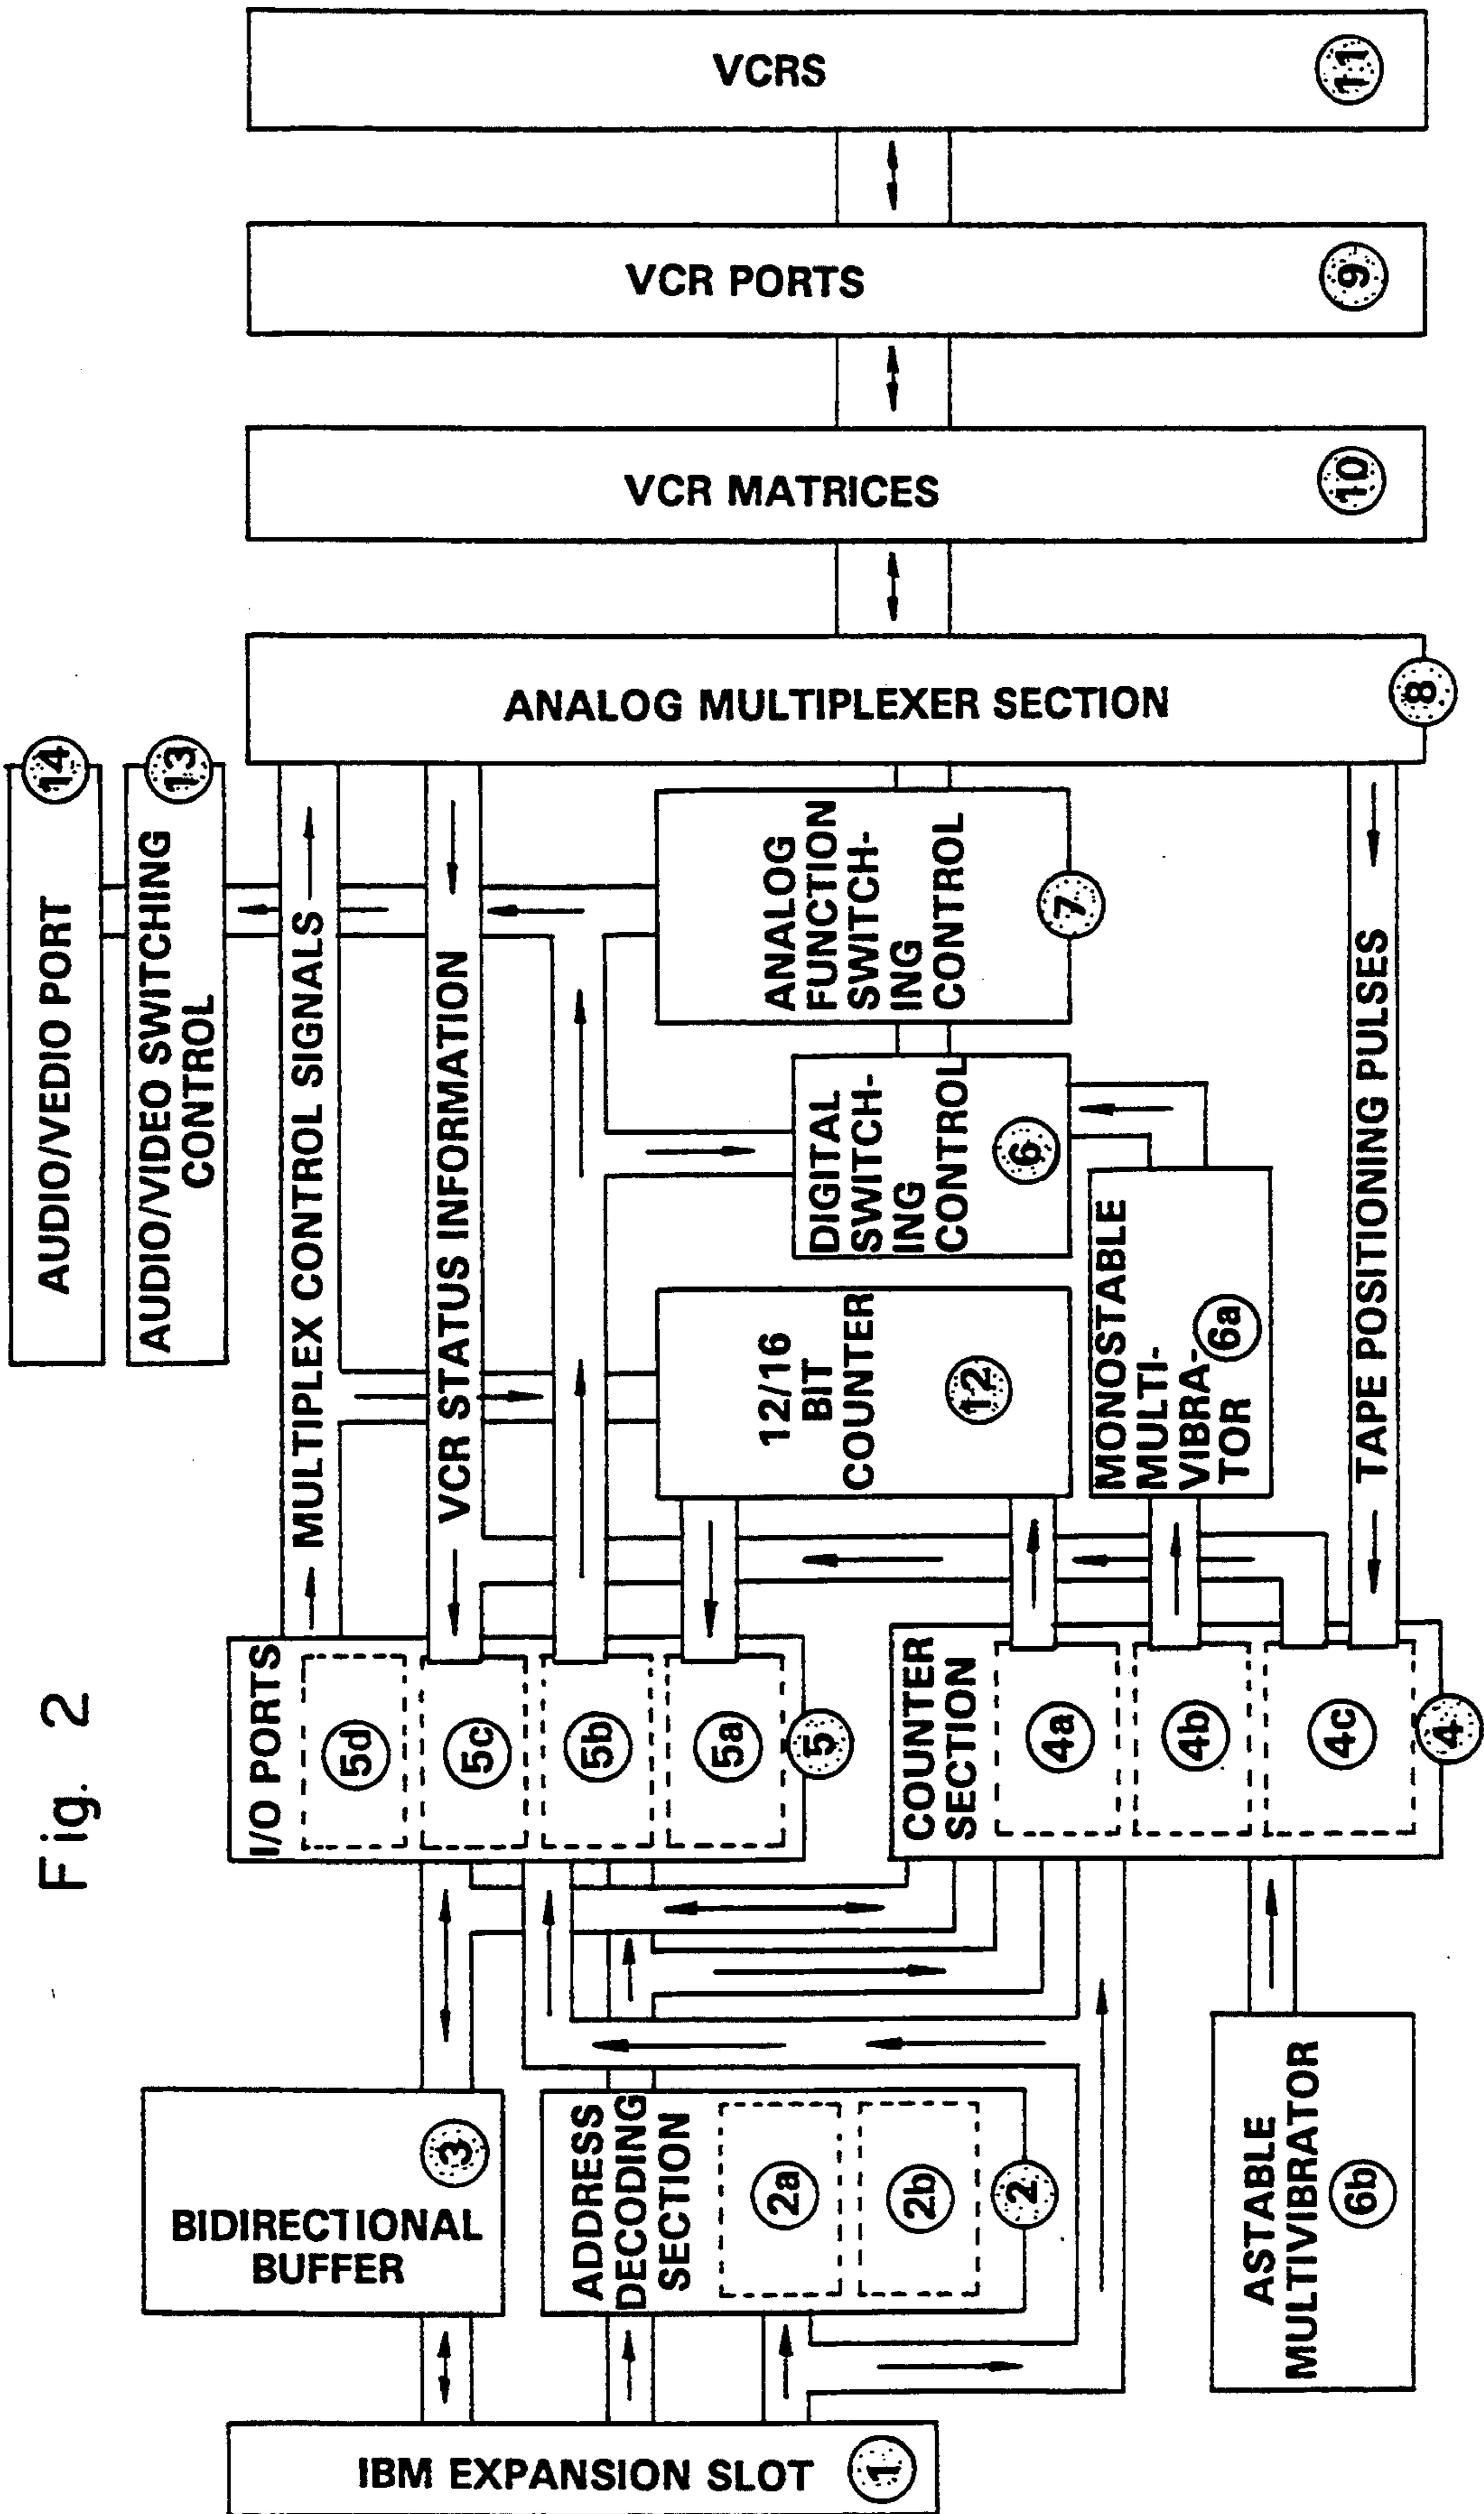 Fig. 2
AUDIO/VEDIO PORT
14
AUDIO/VIDEO SWITCHING
CONTROL
13
I/O PORTS
5d
5c
5b
5a
5
MULTIPLEX CONTROL SIGNALS
VCR STATUS INFORMATION
BIDIRECTIONAL
BUFFER
3
ADDRESS
DECODING
SECTION
2a
2b
2
IBM EXPANSION SLOT
1
COUNTER
SECTION
4a
4b
4c
4
12/16
BIT
COUNTER
12
DIGITAL
SWITCH-
ING
CONTROL
6
ANALOG
FUNCTION
SWITCH-
ING
CONTROL
7
MONOSTABLE
MULTI-
VIBRA-
TOR
6a
ASTABLE
MULTIVIBRATOR
6b
TAPE POSITIONING PULSES
ANALOG MULTIPLEXER SECTION
8
VCR MATRICES
10
VCR PORTS
9
VCRS
11